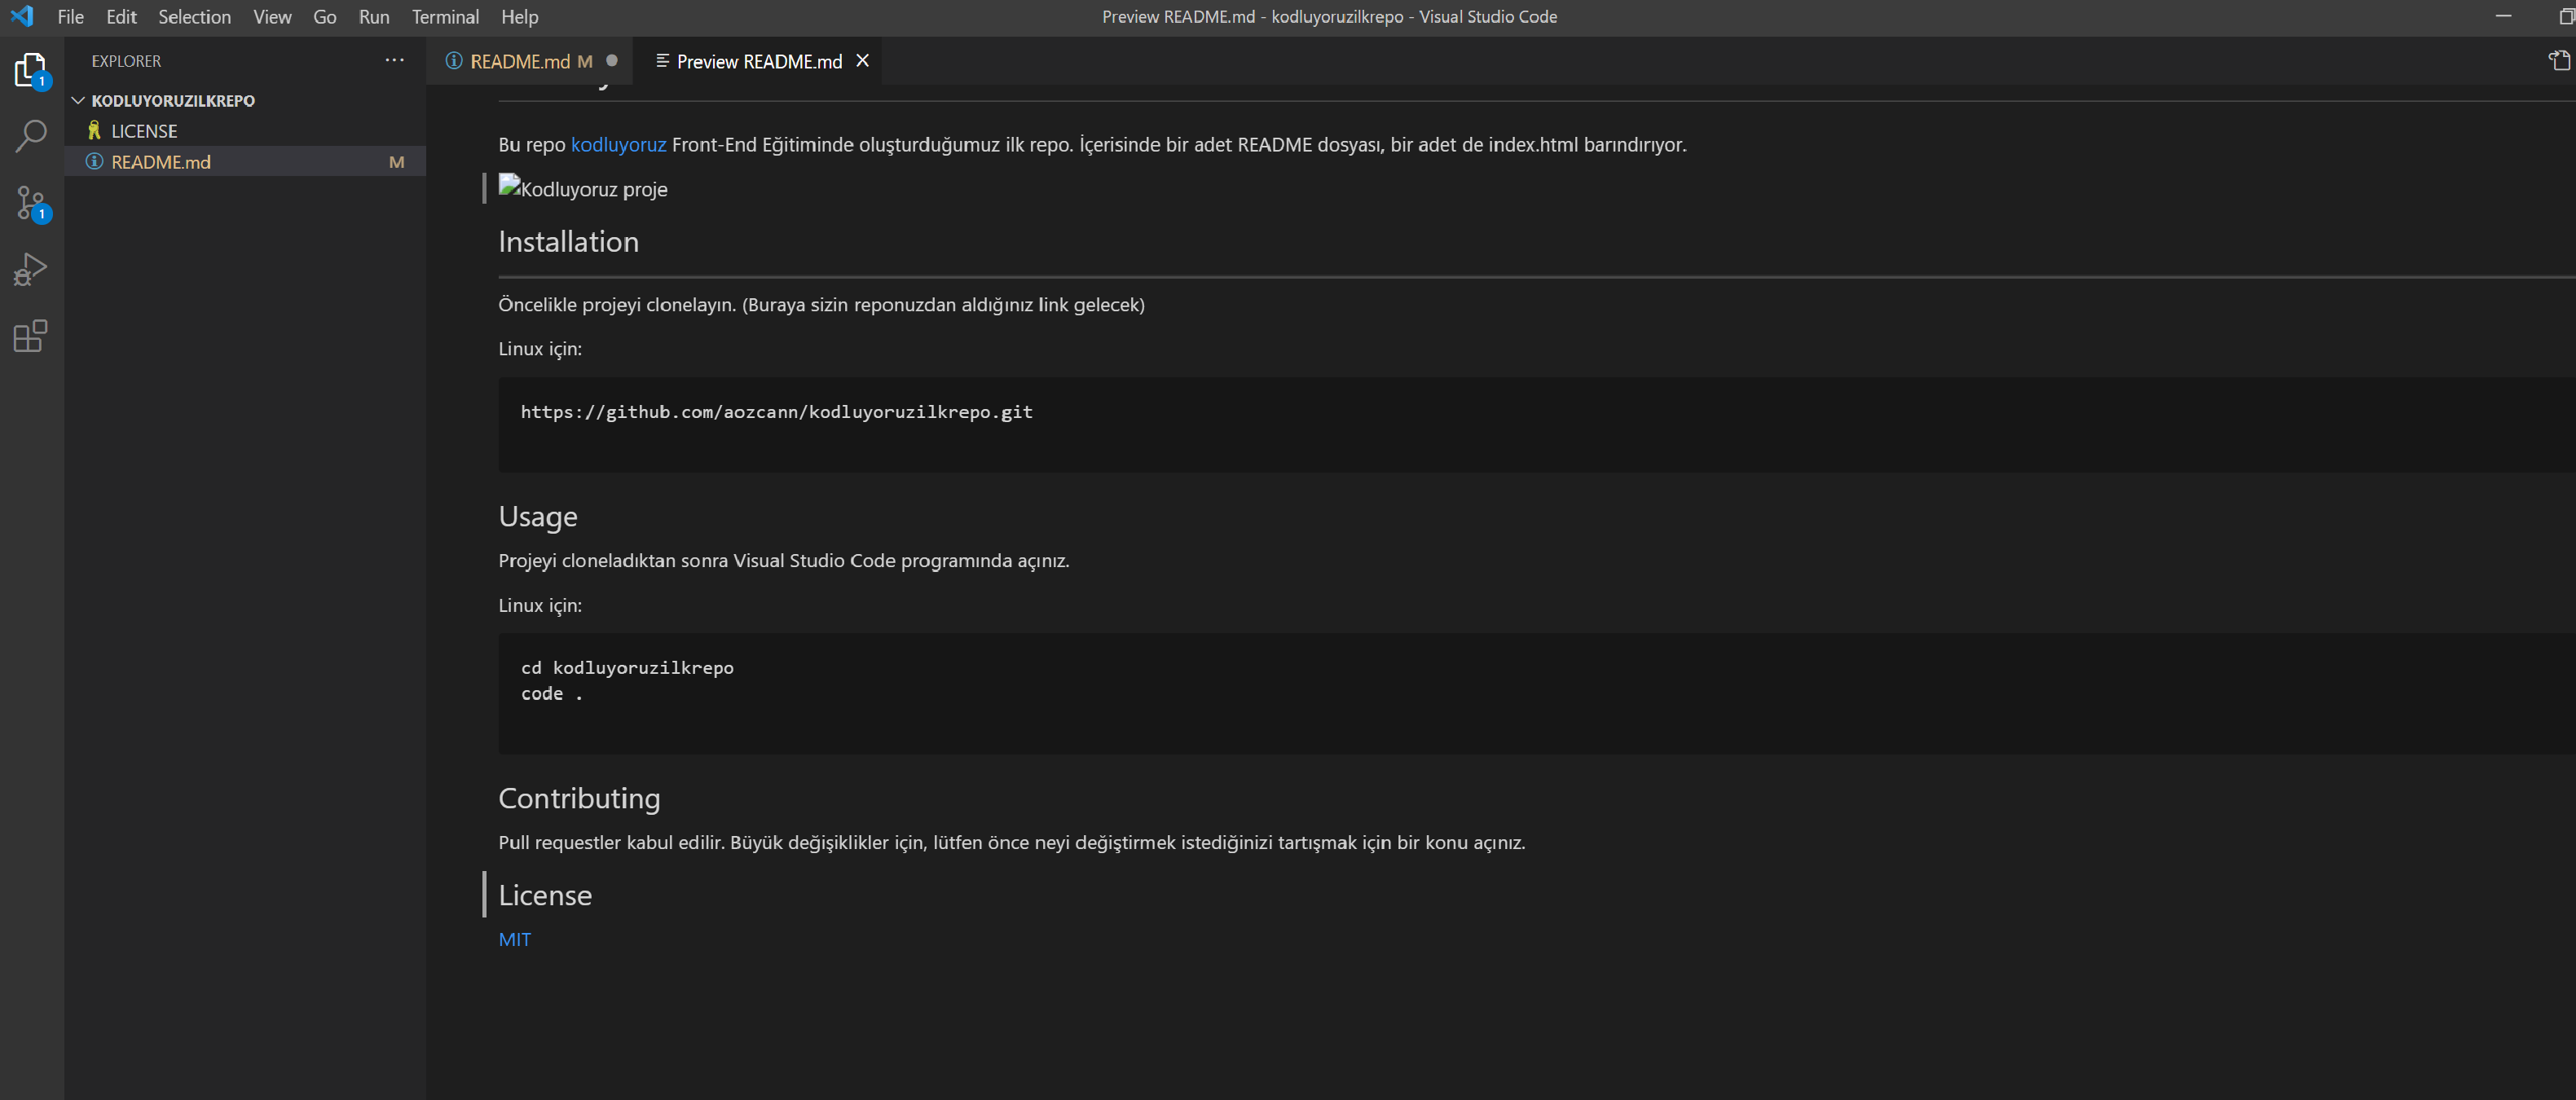 File Edit Selection View Go Run Terminal Help
Preview README.md - kodluyoruzilkrepo - Visual Studio Code
EXPLORER
README.md M
Preview README.md
1
KODLUYORUZILKREPO
LICENSE
README.md M
1
Bu repo kodluyoruz Front-End Eğitiminde oluşturduğumuz ilk repo. İçerisinde bir adet README dosyası, bir adet de index.html barındırıyor.
Kodluyoruz proje
Installation
Öncelikle projeyi clonelayın. (Buraya sizin reponuzdan aldığınız link gelecek)
Linux için:
https://github.com/aozcann/kodluyoruzilkrepo.git
Usage
Projeyi cloneladıktan sonra Visual Studio Code programında açınız.
Linux için:
cd kodluyoruzilkrepo
code .
Contributing
Pull requestler kabul edilir. Büyük değişiklikler için, lütfen önce neyi değiştirmek istediğinizi tartışmak için bir konu açınız.
License
MIT